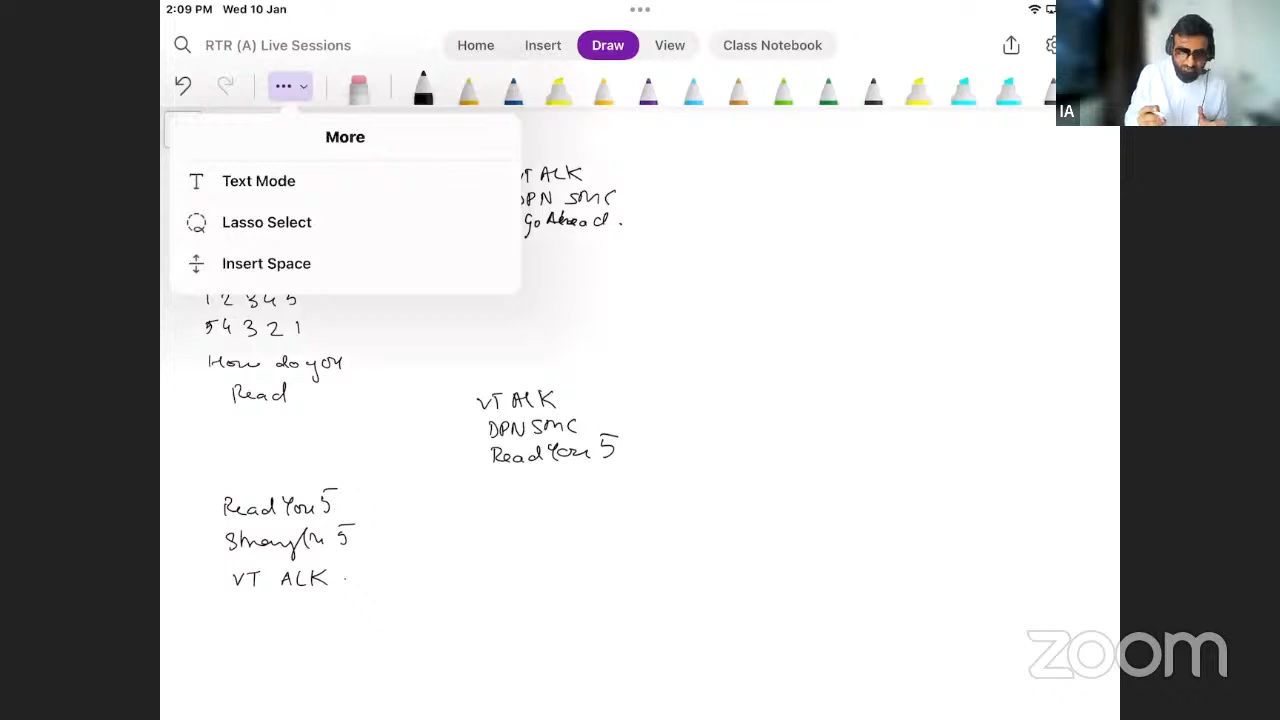 2:09 PM Wed 10 Jan
RTR (A) Live Sessions Home Insert Draw View Class Notebook
IA
More
Text Mode
Lasso Select
Insert Space
VT ALK
DPN SMC
Go Ahead.
1 2 3 4 5
5 4 3 2 1
How do you
Read
VT ALK
DPN SMC
Read You 5
Read You 5
Strength 5
VT ALK.
zoom